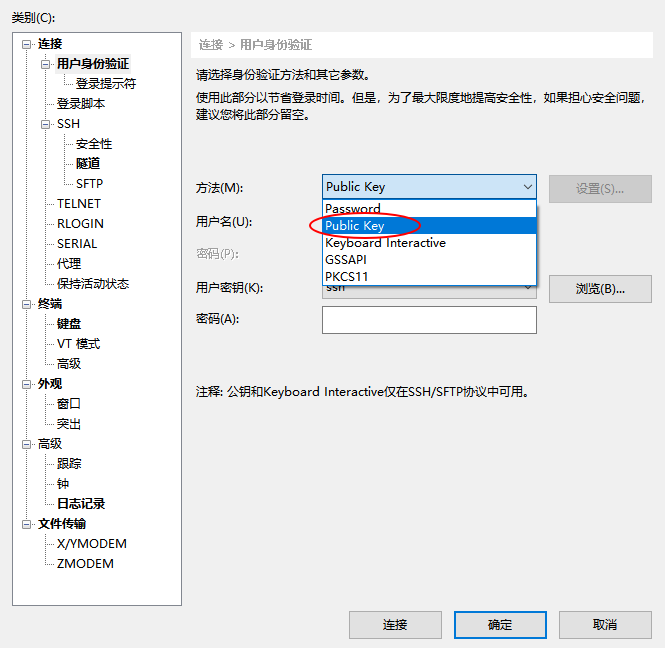 类别(C):
连接
用户身份验证
登录提示符
登录脚本
SSH
安全性
隧道
SFTP
TELNET
RLOGIN
SERIAL
代理
保持活动状态
终端
键盘
VT 模式
高级
外观
窗口
突出
高级
跟踪
钟
日志记录
文件传输
X/YMODEM
ZMODEM
连接 > 用户身份验证
请选择身份验证方法和其它参数。
使用此部分以节省登录时间。但是，为了最大限度地提高安全性，如果担心安全问题，
建议您将此部分留空。
方法(M):
Public Key
设置(S)...
Password
用户名(U):
Public Key
Keyboard Interactive
密码(P):
GSSAPI
PKCS11
用户密钥(K):
ssh
浏览(B)...
密码(A):
注释: 公钥和Keyboard Interactive仅在SSH/SFTP协议中可用。
连接
确定
取消